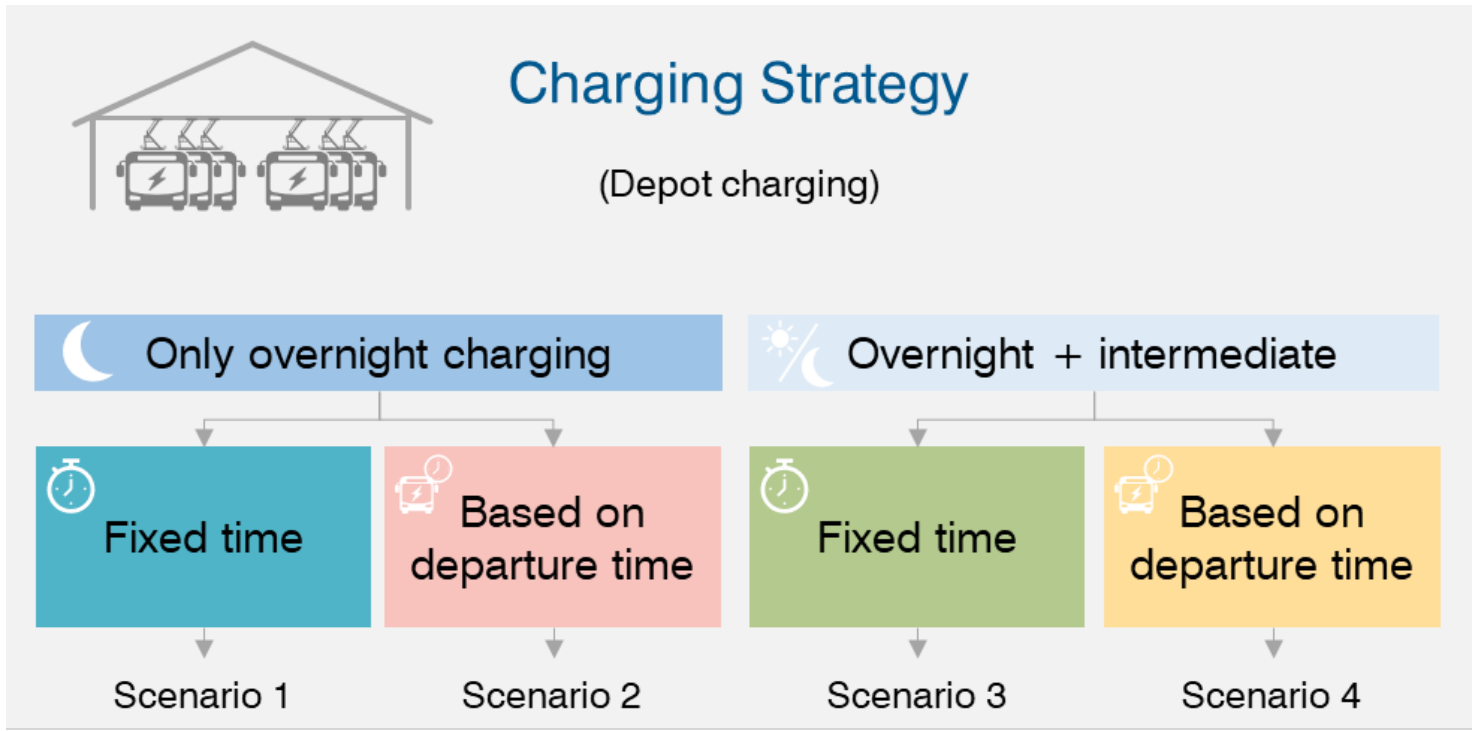 Charging Strategy
(Depot charging)
Only overnight charging
Overnight + intermediate
Fixed time
Based on
departure time
Fixed time
Based on
departure time
Scenario 1
Scenario 2
Scenario 3
Scenario 4